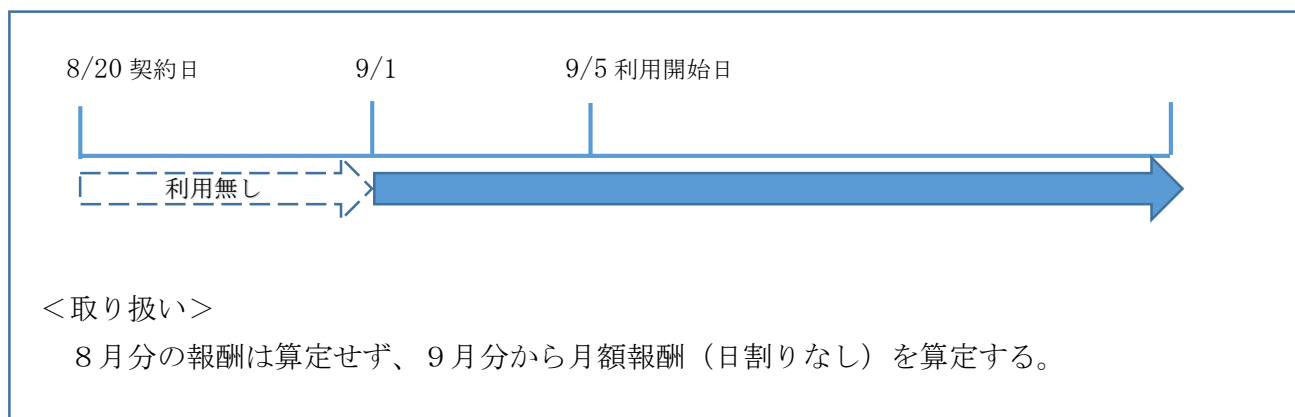 8/20 契約日 9/1 9/5 利用開始日
利用無し
＜取り扱い＞
８月分の報酬は算定せず、９月分から月額報酬（日割りなし）を算定する。